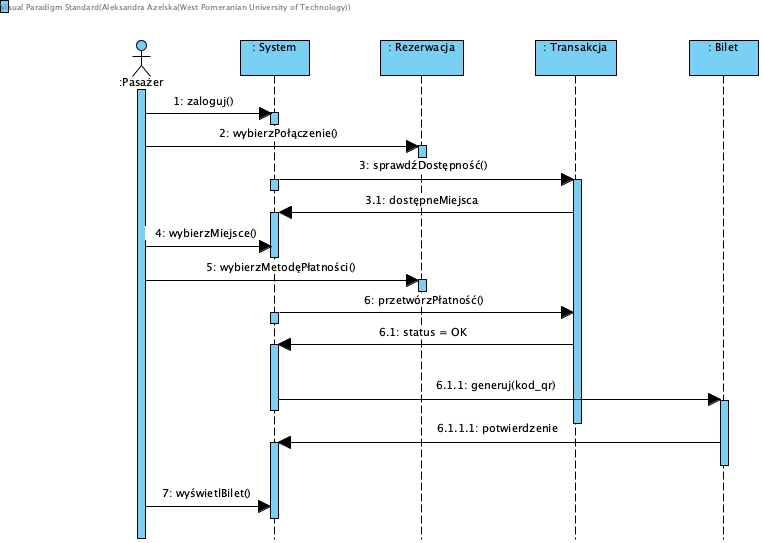 Visual Paradigm Standard(Aleksandra Azelska(West Pomeranian University of Technology))
: System
: Rezerwacja
: Transakcja
: Bilet
:Pasażer
1: zaloguj()
2: wybierzPołączenie()
3: sprawdźDostępność()
3.1: dostępneMiejsca
4: wybierzMiejsce()
5: wybierzMetodęPłatności()
6: przetwórzPłatność()
6.1: status = OK
6.1.1: generuj(kod_qr)
6.1.1.1: potwierdzenie
7: wyświetlBilet()